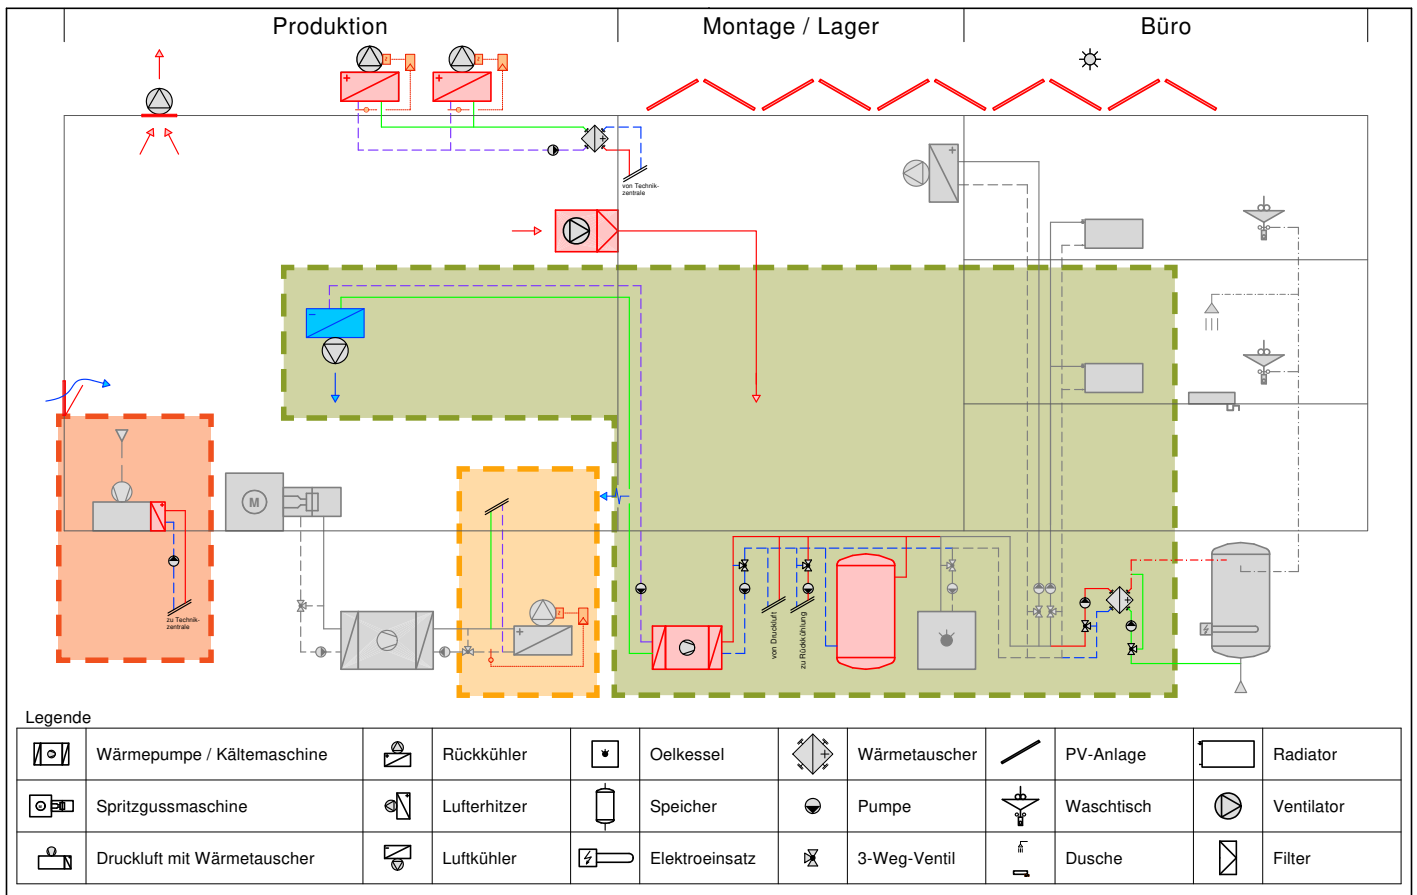 Produktion
Montage / Lager
Büro
von Technik-
zentrale
M
zu Technik-
zentrale
von Druckluft
zu Rückkühlung
Legende
Wärmepumpe / Kältemaschine
Rückkühler
Oelkessel
Wärmetauscher
PV-Anlage
Radiator
Spritzgussmaschine
Lufterhitzer
Speicher
Pumpe
Waschtisch
Ventilator
Druckluft mit Wärmetauscher
Luftkühler
Elektroeinsatz
3-Weg-Ventil
Dusche
Filter